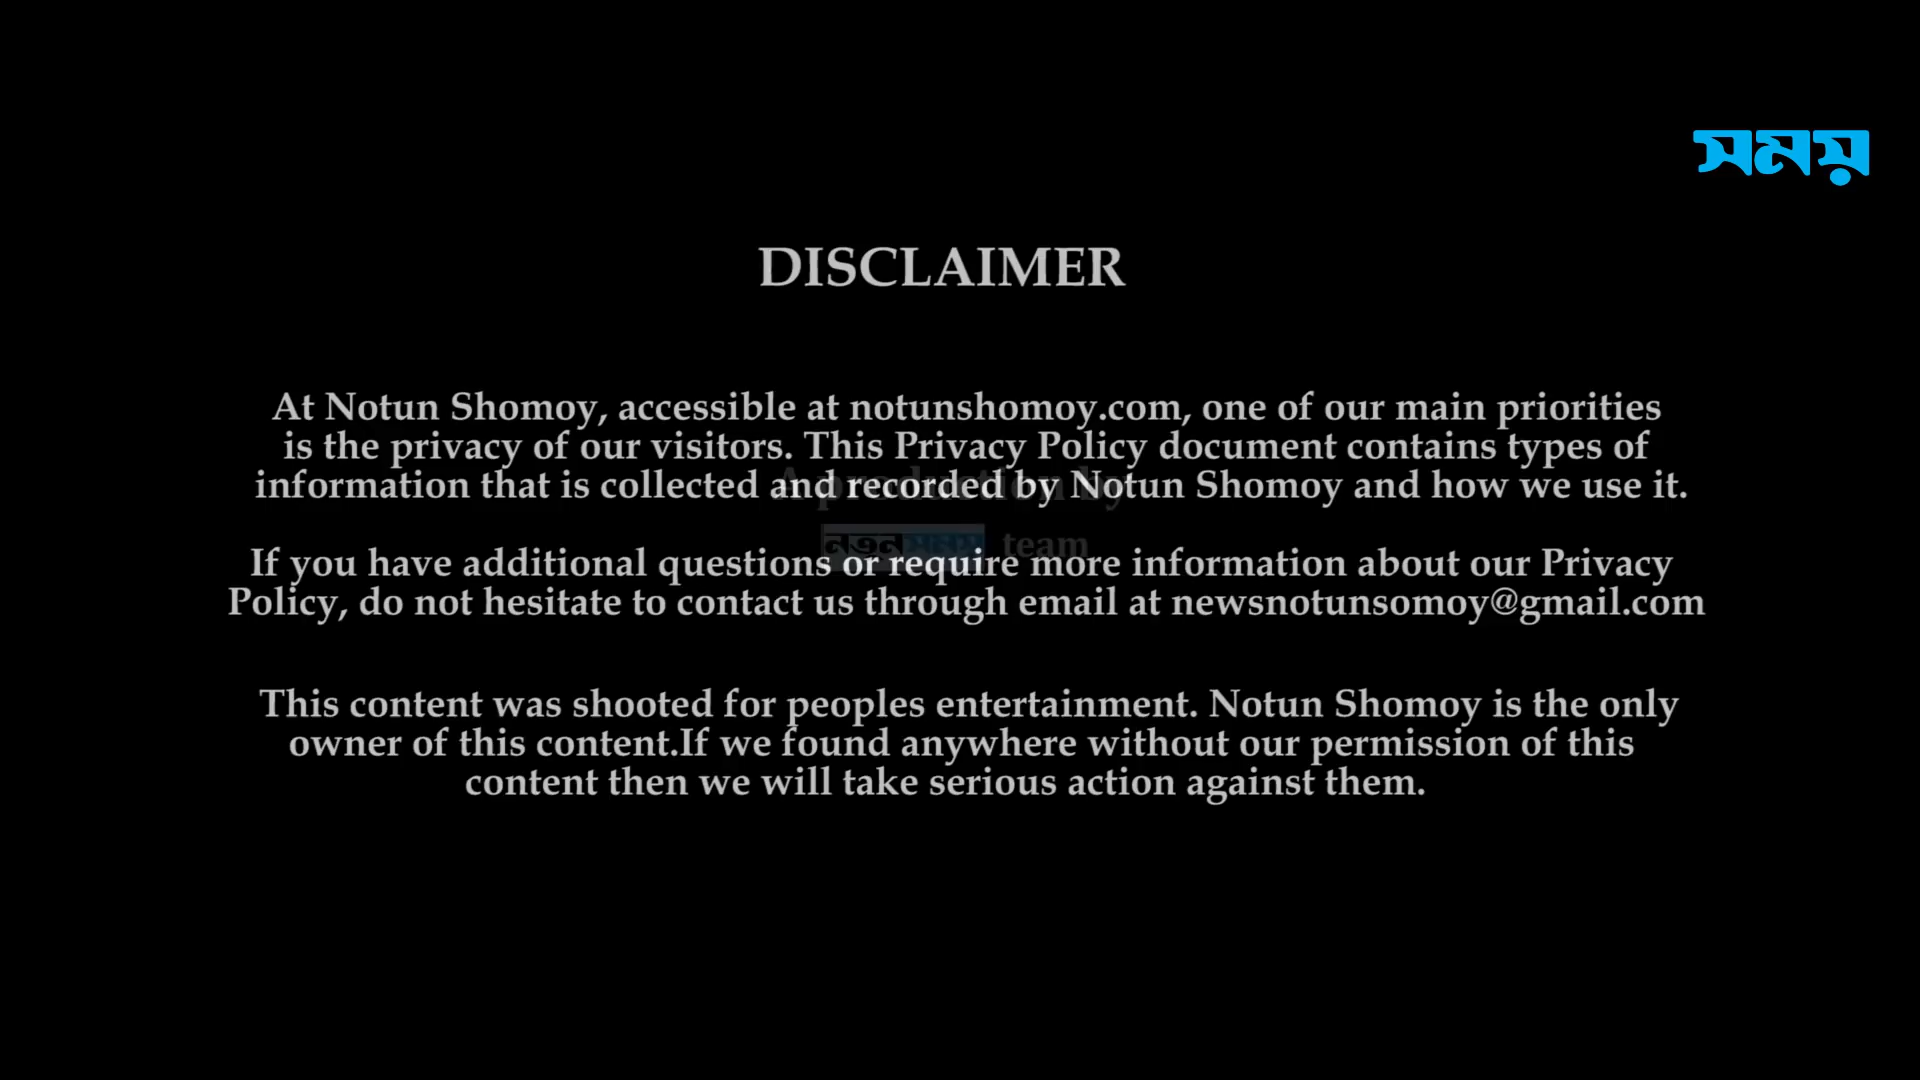 সময়
DISCLAIMER
At Notun Shomoy, accessible at notunshomoy.com, one of our main priorities
is the privacy of our visitors. This Privacy Policy document contains types of
information that is collected and recorded by Notun Shomoy and how we use it.
A production by
নতুনসময় team
If you have additional questions or require more information about our Privacy
Policy, do not hesitate to contact us through email at newsnotunsomoy@gmail.com
This content was shooted for peoples entertainment. Notun Shomoy is the only
owner of this content.If we found anywhere without our permission of this
content then we will take serious action against them.